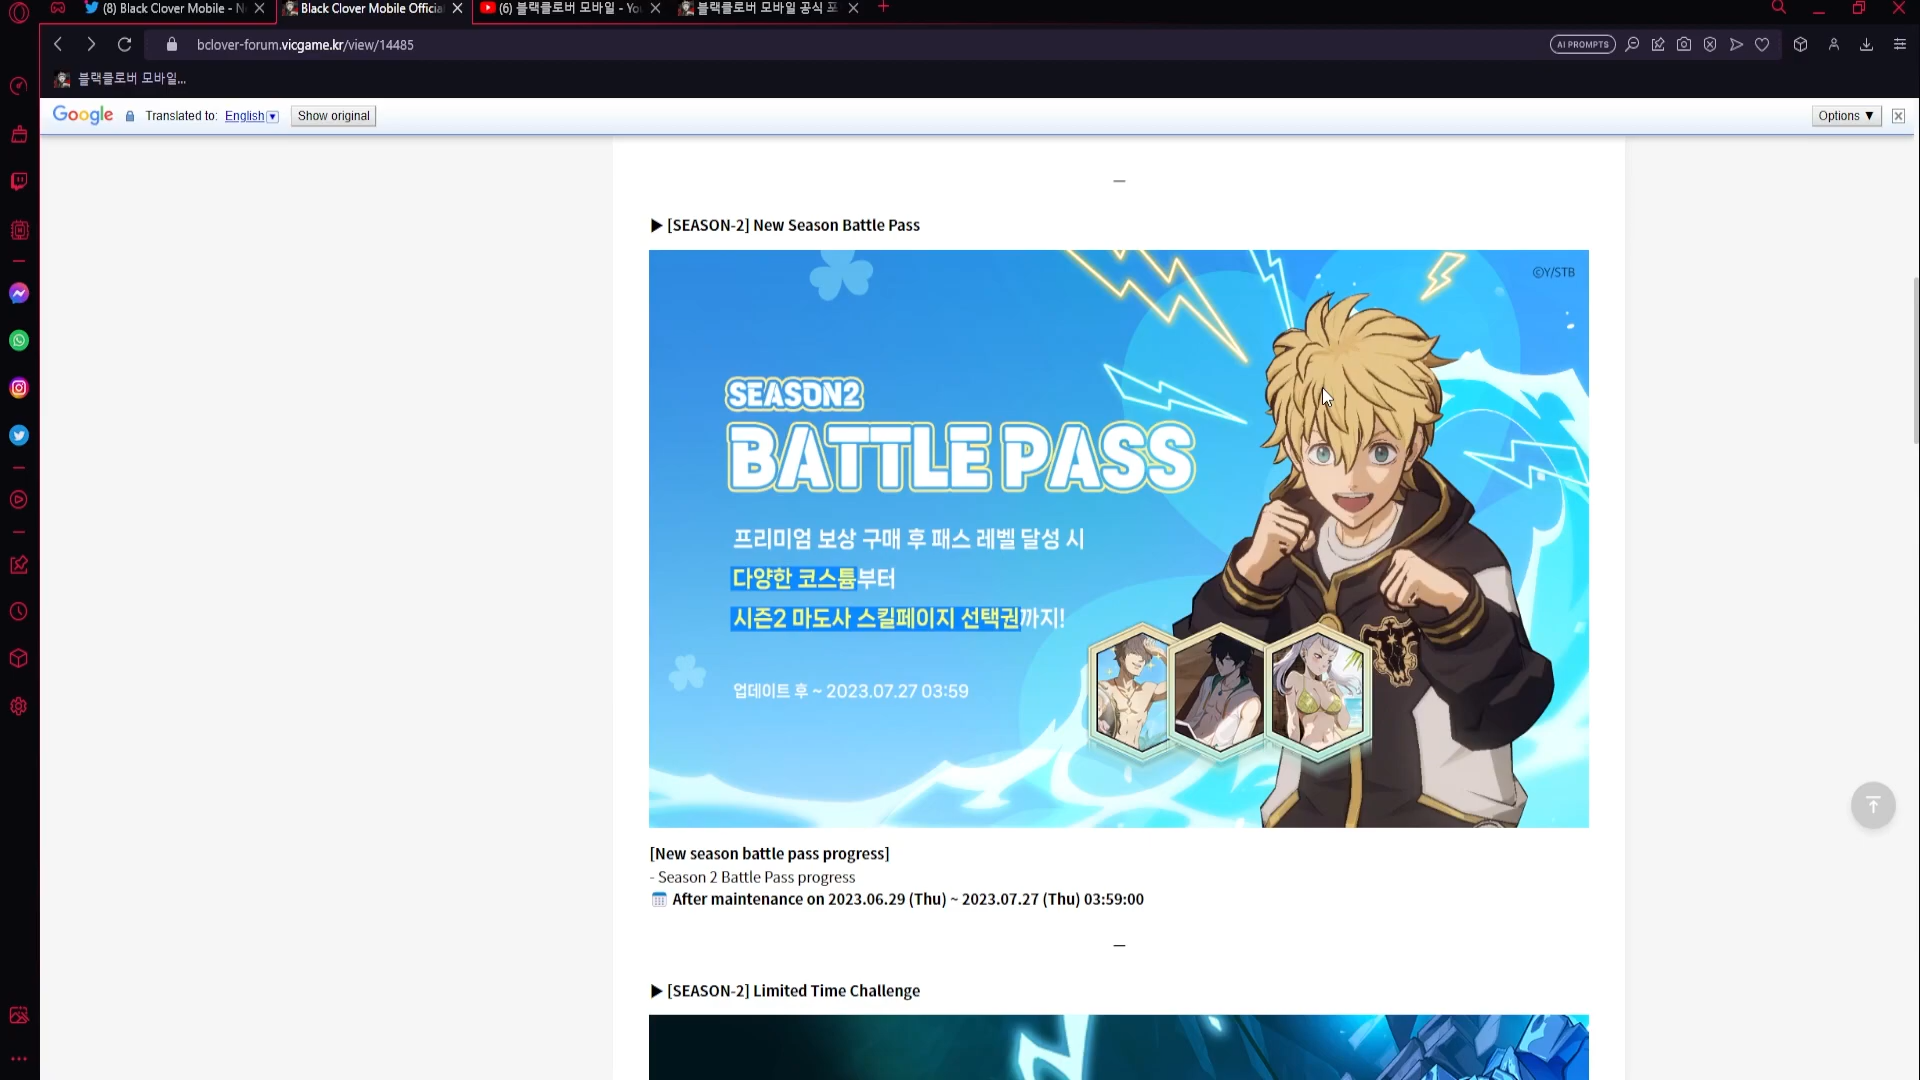 (6) 블랙클로버 모바일 - You
(8) Black Clover Mobile - N
Black Clover Mobile Official
블랙클로버 모바일 공식 포
bclover-forum.vicgame.kr/view/14485
AI PROMPTS
블랙클로버 모바일...
Google
Translated to: English
Show original
Options ▼
—
▶ [SEASON-2] New Season Battle Pass
©Y/STB
SEASON2
BATTLE PASS
프리미엄 보상 구매 후 패스 레벨 달성 시
다양한 코스튬부터
시즌2 마도사 스킬페이지 선택권까지!
업데이트 후 ~ 2023.07.27 03:59
[New season battle pass progress]
- Season 2 Battle Pass progress
After maintenance on 2023.06.29 (Thu) ~ 2023.07.27 (Thu) 03:59:00
—
▶ [SEASON-2] Limited Time Challenge